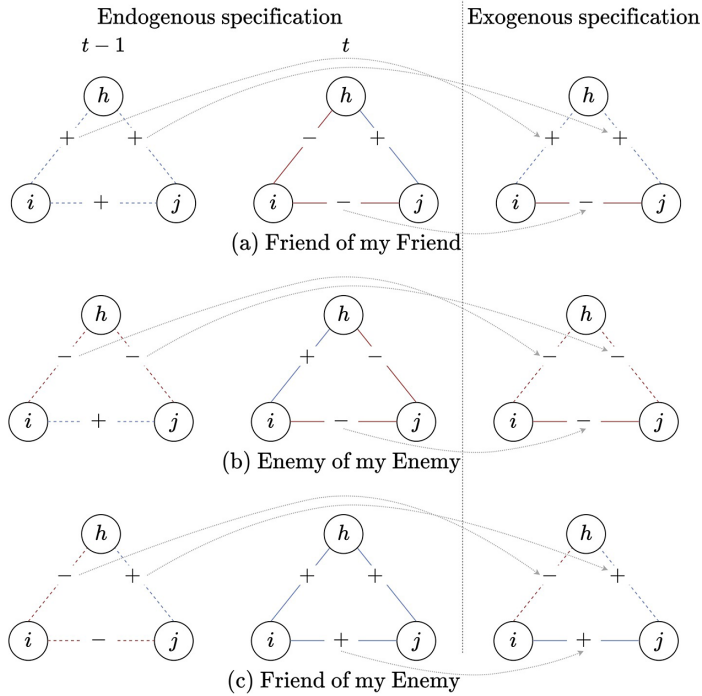 Endogenous specification Exogenous specification
t − 1 t
h h h
+ + − + + +
i + j i − j i − j
(a) Friend of my Friend
h h h
− − + − − −
i + j i − j i − j
(b) Enemy of my Enemy
h h h
− + + + − +
i − j i + j i + j
(c) Friend of my Enemy